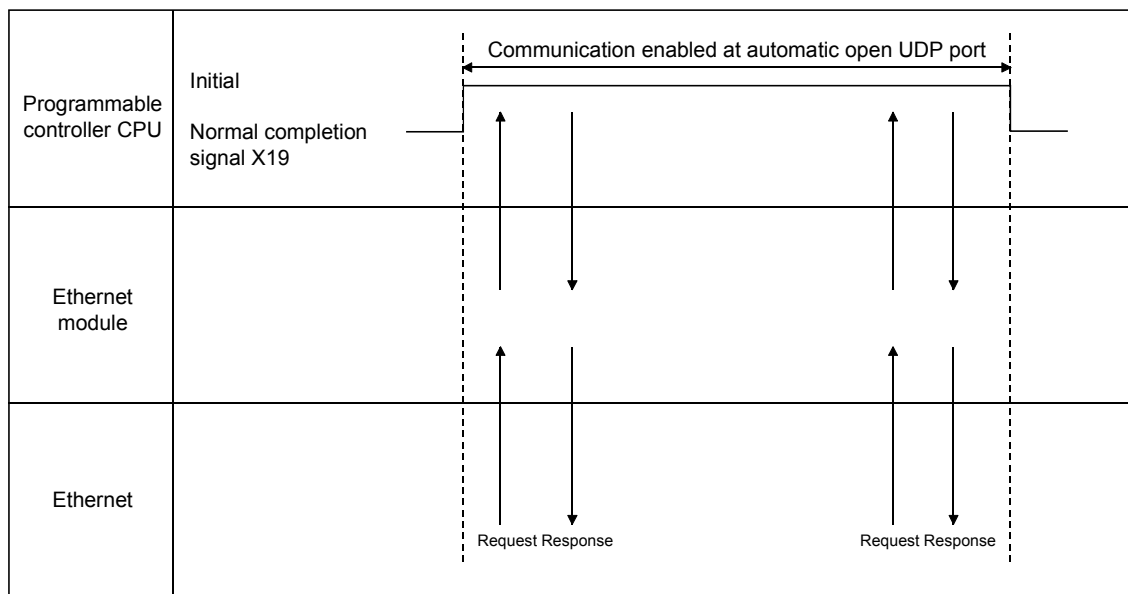 Communication enabled at automatic open UDP port
Programmable
controller CPU
Initial
Normal completion
signal X19
Ethernet
module
Ethernet
Request Response
Request Response